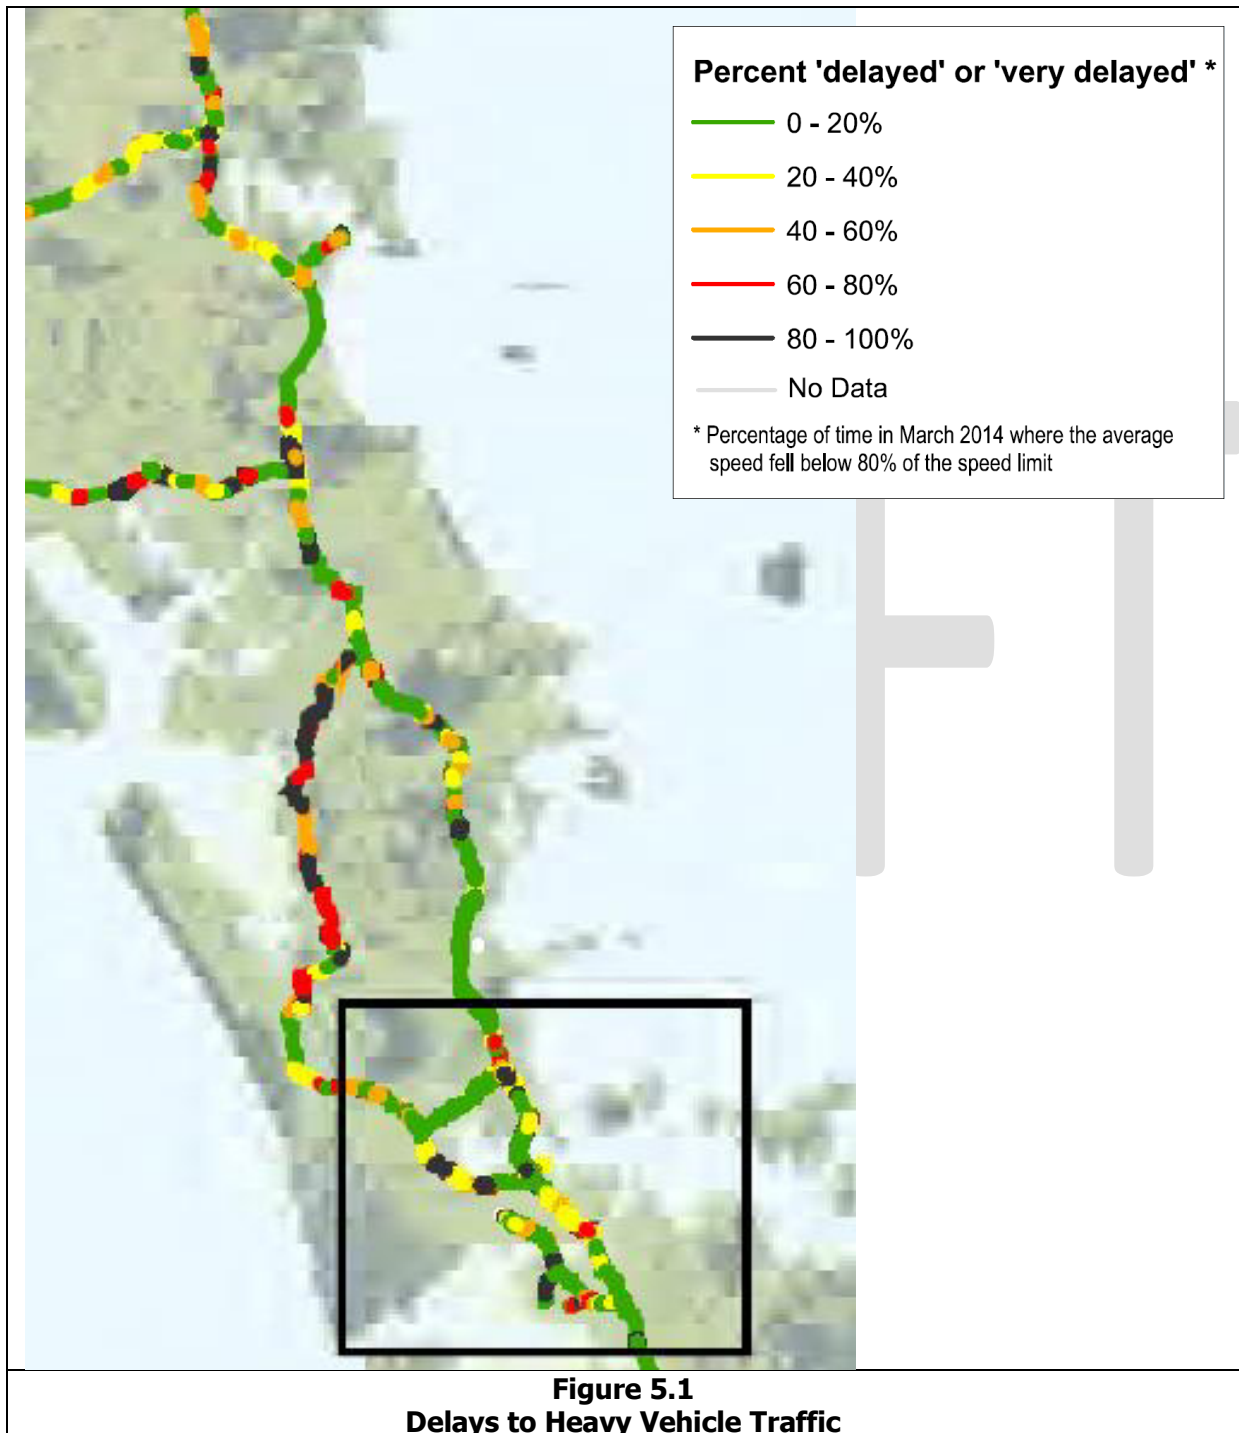 Percent 'delayed' or 'very delayed' *
0 - 20%
20 - 40%
40 - 60%
60 - 80%
80 - 100%
No Data
* Percentage of time in March 2014 where the average
speed fell below 80% of the speed limit
Figure 5.1
Delays to Heavy Vehicle Traffic